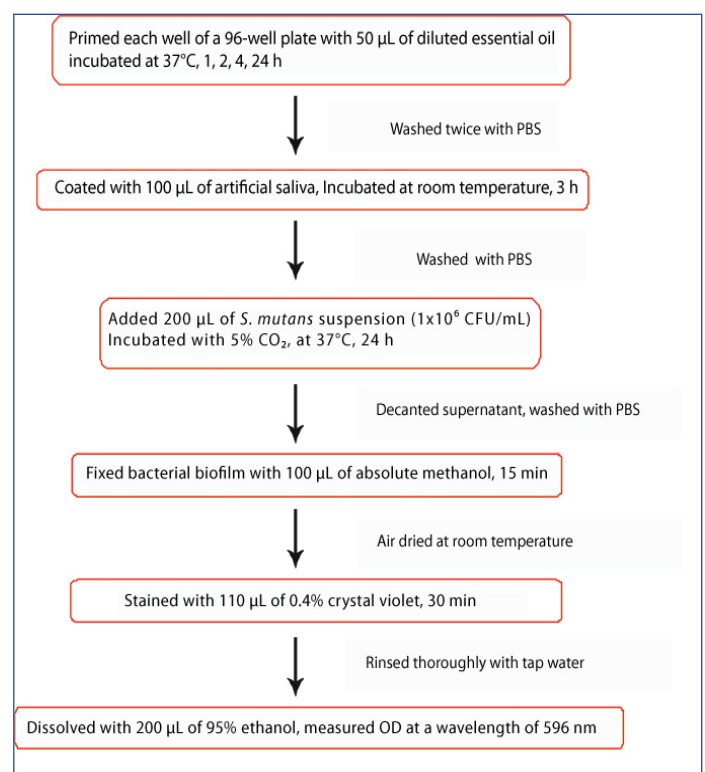 Primed each well of a 96-well plate with 50 µL of diluted essential oil
incubated at 37°C, 1, 2, 4, 24 h
Washed twice with PBS
Coated with 100 µL of artificial saliva, Incubated at room temperature, 3 h
Washed with PBS
Added 200 µL of S. mutans suspension (1x10⁶ CFU/mL)
Incubated with 5% CO₂, at 37°C, 24 h
Decanted supernatant, washed with PBS
Fixed bacterial biofilm with 100 µL of absolute methanol, 15 min
Air dried at room temperature
Stained with 110 µL of 0.4% crystal violet, 30 min
Rinsed thoroughly with tap water
Dissolved with 200 µL of 95% ethanol, measured OD at a wavelength of 596 nm